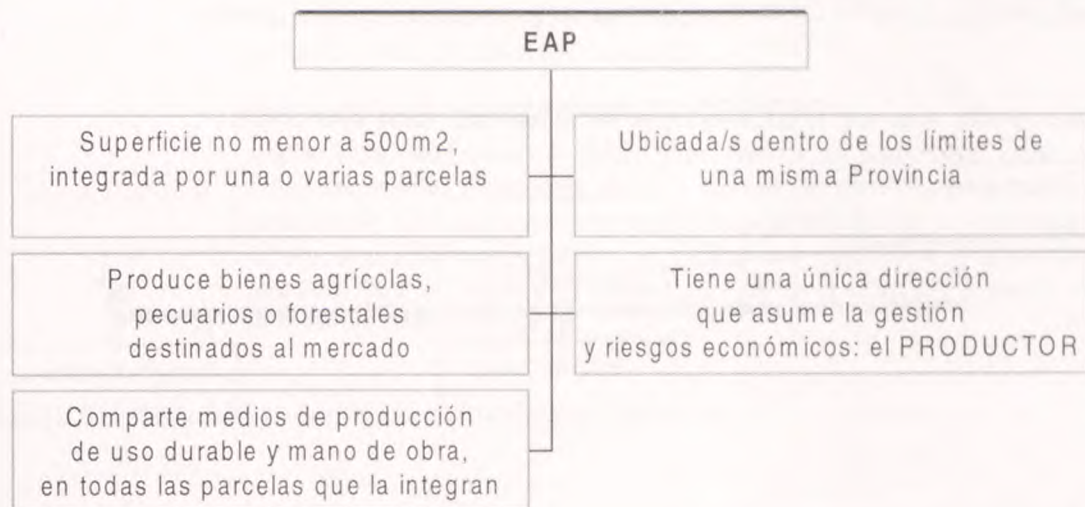 EAP
Superficie no menor a 500m2,
integrada por una o varias parcelas
Ubicada/s dentro de los límites de
una misma Provincia
Produce bienes agrícolas,
pecuarios o forestales
destinados al mercado
Tiene una única dirección
que asume la gestión
y riesgos económicos: el PRODUCTOR
Comparte medios de producción
de uso durable y mano de obra,
en todas las parcelas que la integran